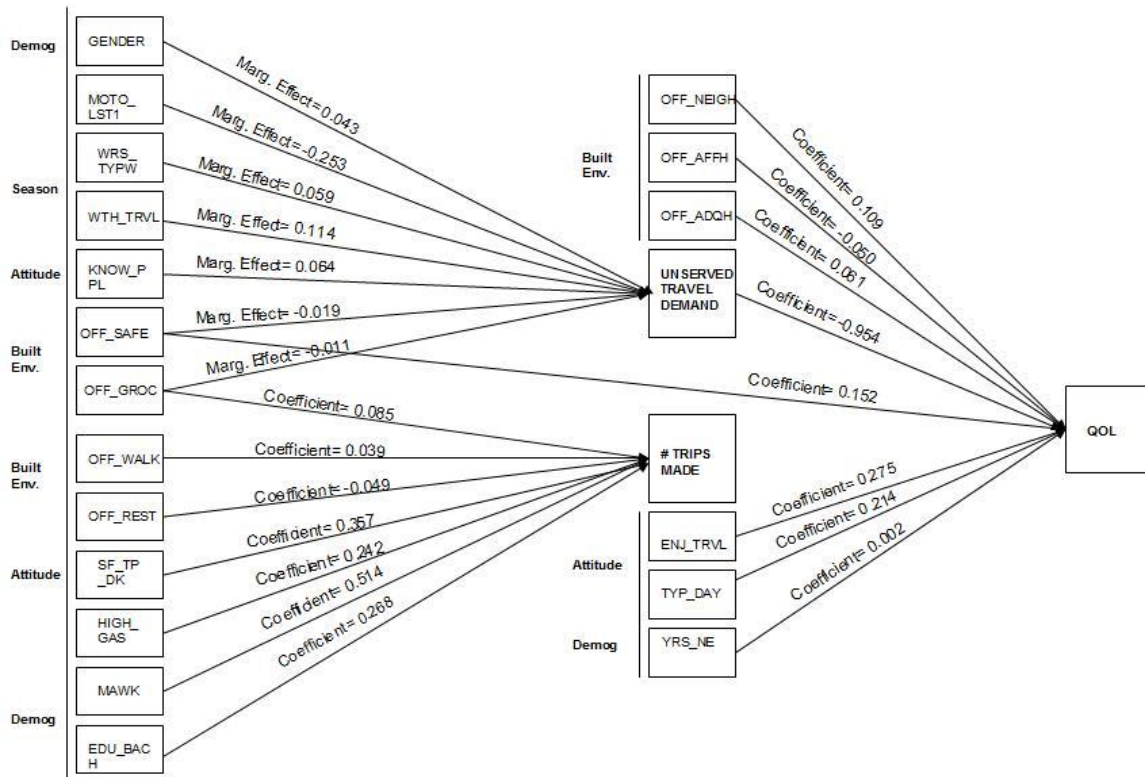 Demog
GENDER
MOTO_
LST1
Season
WRS_
TYPW
WTH_TRVL
Attitude
KNOW_P
PL
Built
Env.
OFF_SAFE
OFF_GROC
Built
Env.
OFF_WALK
OFF_REST
Attitude
SF_TP
_DK
HIGH_
GAS
Demog
MAWK
EDU_BAC
H
Marg. Effect= 0.043
Marg. Effect= -0.253
Marg. Effect= 0.059
Marg. Effect= 0.114
Marg. Effect= 0.064
Marg. Effect= -0.019
Marg. Effect= -0.011
Coefficient= 0.085
Coefficient= 0.039
Coefficient= -0.049
Coefficient= 0.357
Coefficient= 0.242
Coefficient= 0.514
Coefficient= 0.268
Built
Env.
OFF_NEIGH
OFF_AFFH
OFF_ADQH
UNSERVED
TRAVEL
DEMAND
# TRIPS
MADE
Attitude
ENJ_TRVL
TYP_DAY
Demog
YRS_NE
Coefficient= 0.109
Coefficient= -0.050
Coefficient= 0.061
Coefficient= -0.954
Coefficient= 0.152
Coefficient= 0.275
Coefficient= 0.214
Coefficient= 0.002
QOL